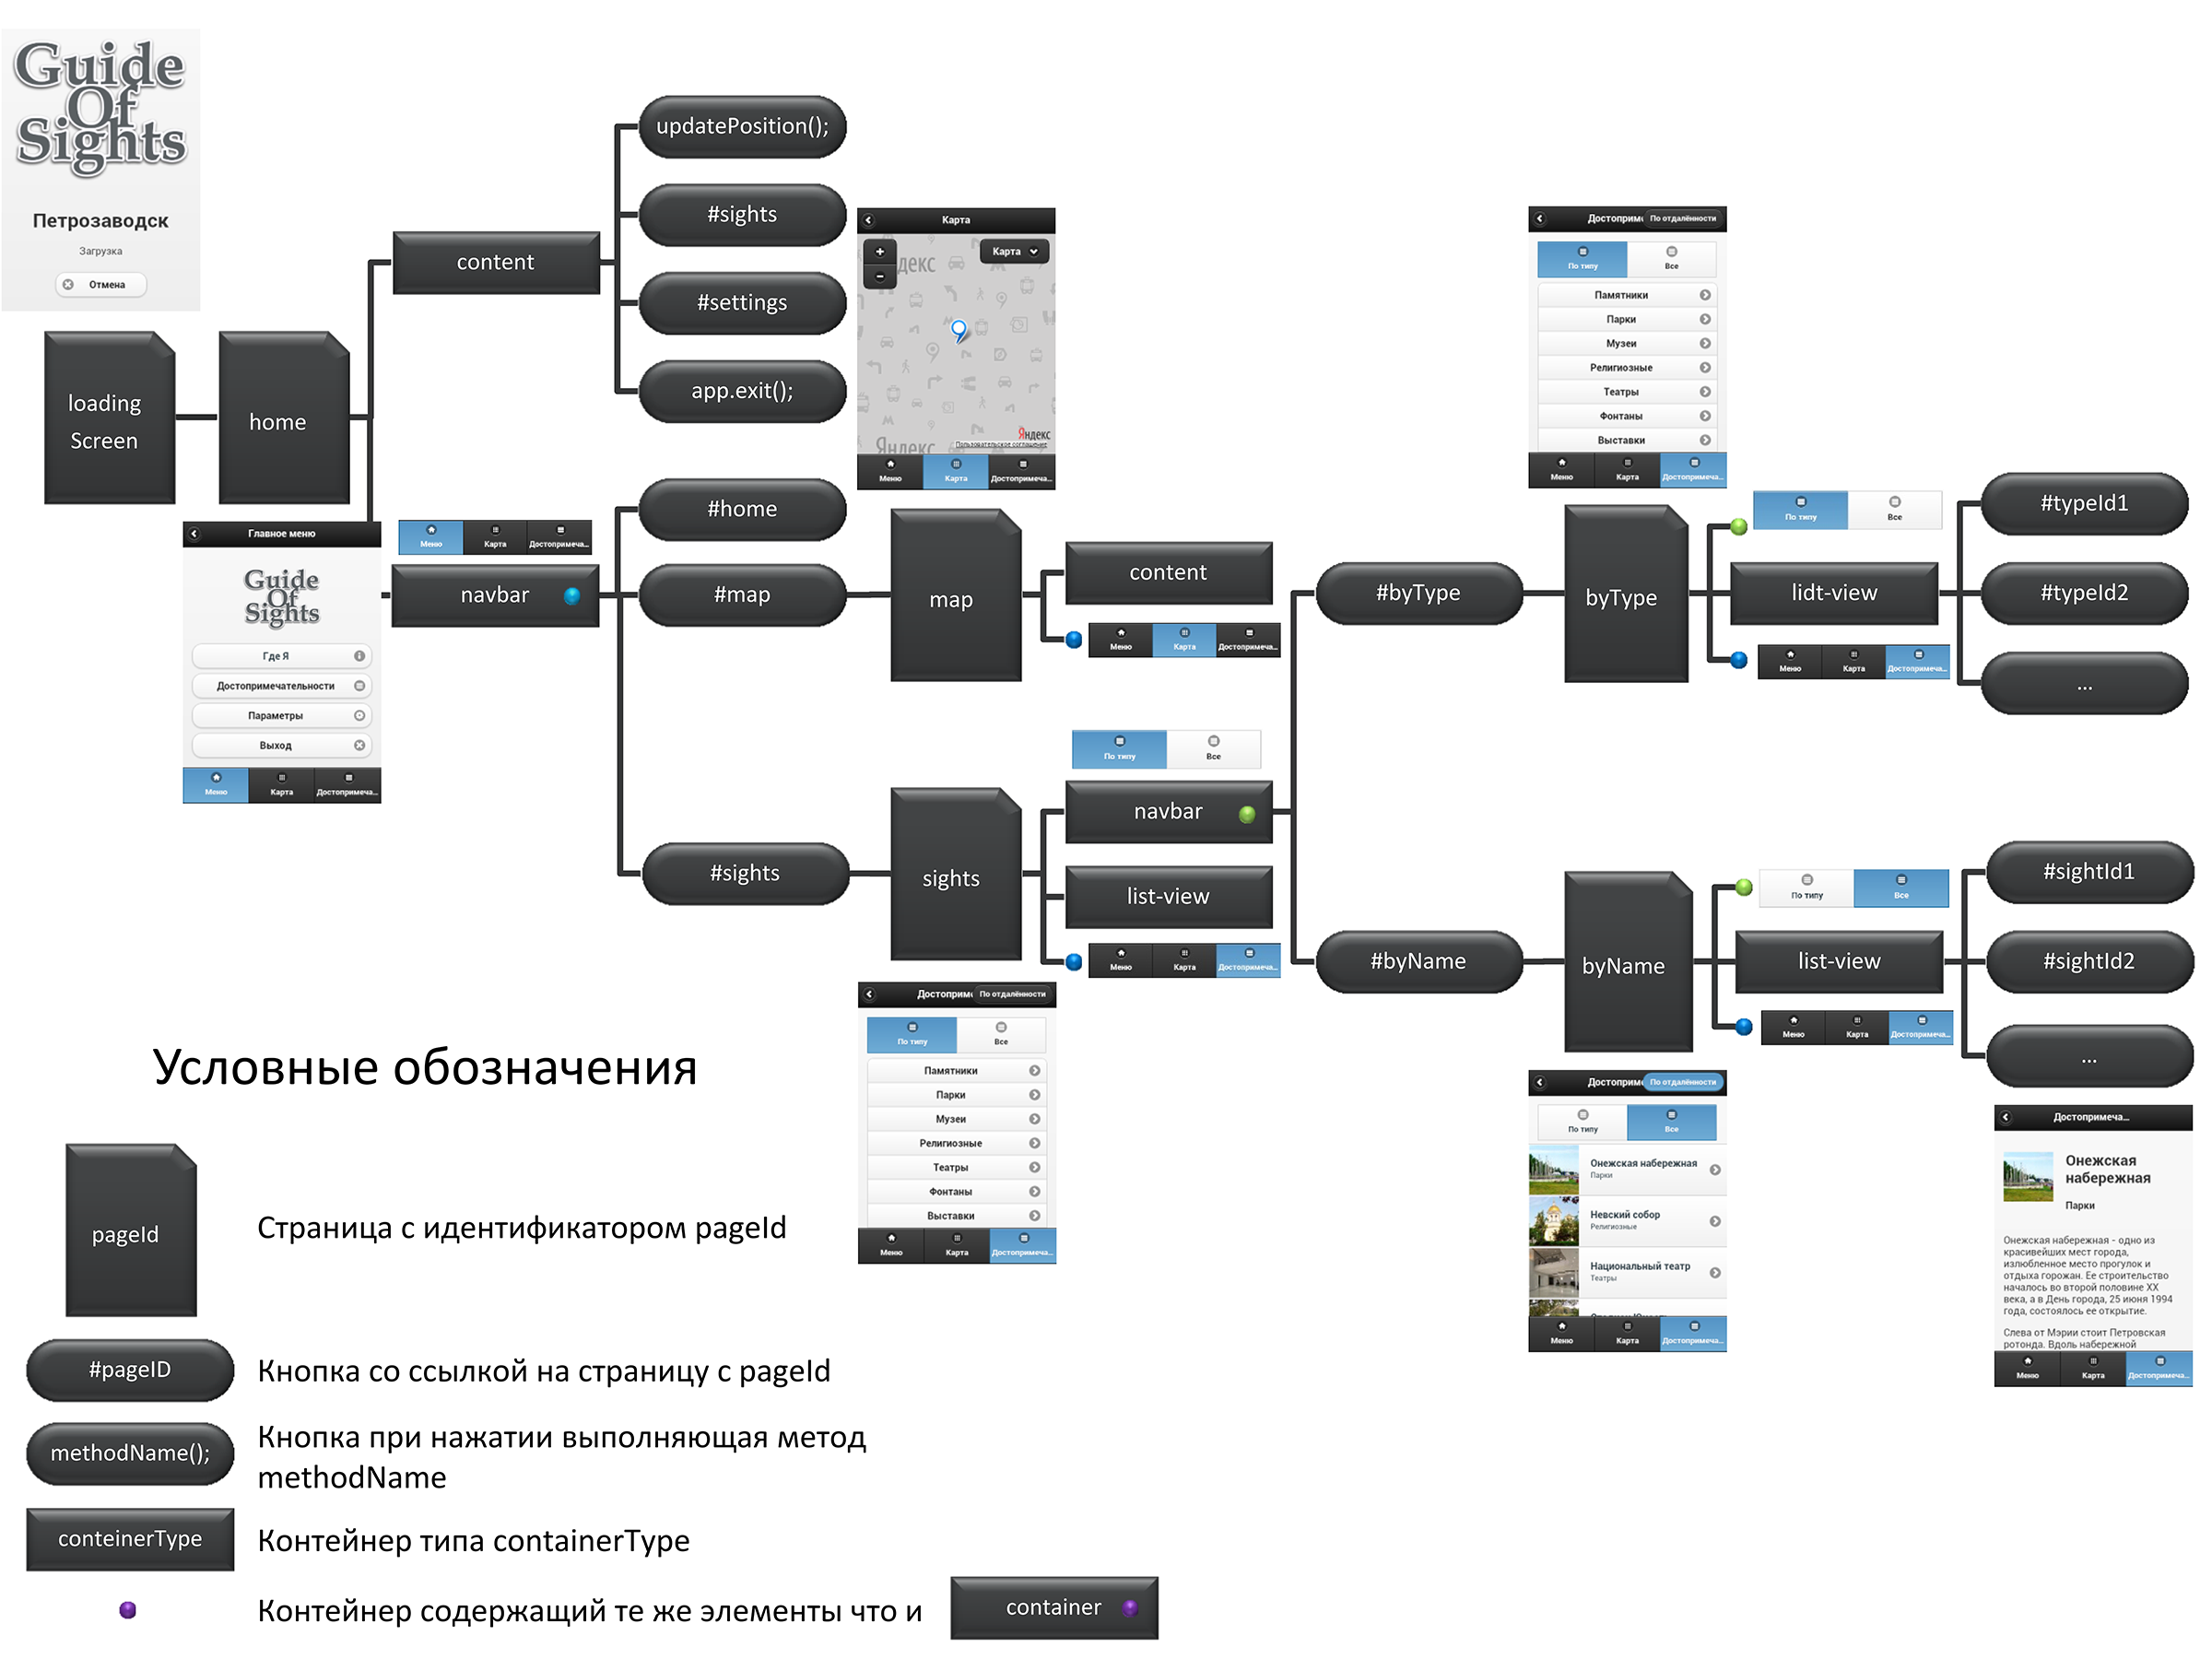 Guide
Of
Sights
Петрозаводск
Загрузка
Отмена
loading
Screen
home
content
updatePosition();
#sights
#settings
app.exit();
Карта
Карта
ндекс
Яндекс
Яндекс
Пользовательское соглашение
Меню
Карта
Достопримеча...
Главное меню
Guide
Of
Sights
Где Я
Достопримечательности
Параметры
Выход
Меню
Карта
Достопримеча...
Меню
Карта
Достопримеча...
navbar
#home
#map
#sights
map
content
Меню
Карта
Достопримеча...
sights
По типу
Все
navbar
list-view
Меню
Карта
Достопримеча...
Достоприме
По отдалённости
По типу
Все
Памятники
Парки
Музеи
Религиозные
Театры
Фонтаны
Выставки
Меню
Карта
Достопримеча...
#byType
#byName
Достоприме
По отдалённости
По типу
Все
Памятники
Парки
Музеи
Религиозные
Театры
Фонтаны
Выставки
Меню
Карта
Достопримеча...
byType
По типу
Все
lidt-view
Меню
Карта
Достопримеча...
#typeId1
#typeId2
...
byName
По типу
Все
list-view
Меню
Карта
Достопримеча...
#sightId1
#sightId2
...
Достоприме
По отдалённости
По типу
Все
Онежская набережная
Парки
Невский собор
Религиозные
Национальный театр
Театры
Меню
Карта
Достопримеча...
Достопримеча...
Онежская
набережная
Парки
Онежская набережная - одно из
красивейших мест города,
излюбленное место прогулок и
отдыха горожан. Ее строительство
началось во второй половине XX
века, а в День города, 25 июня 1994
года, состоялось ее открытие.
Слева от Мэрии стоит Петровская
ротонда. Вдоль набережной
Меню
Карта
Достопримеча...
Условные обозначения
pageId
Страница с идентификатором pageId
#pageID
Кнопка со ссылкой на страницу с pageId
methodName();
Кнопка при нажатии выполняющая метод
methodName
conteinerType
Контейнер типа containerType
Контейнер содержащий те же элементы что и
container